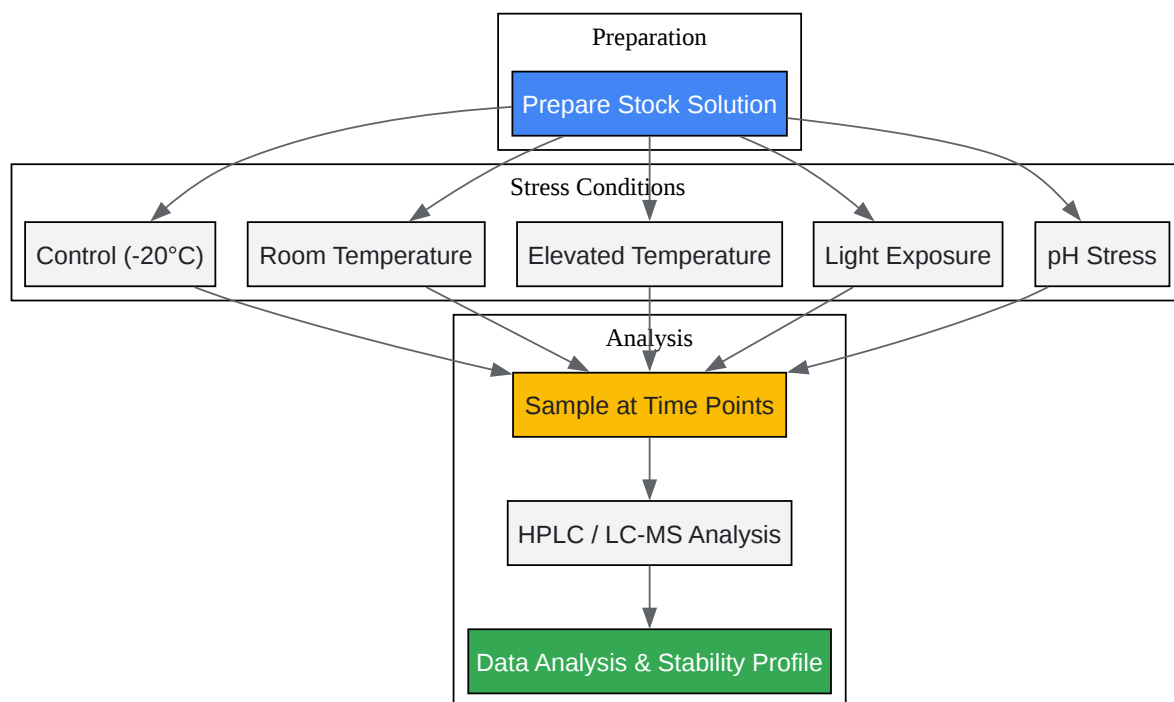 Preparation
Prepare Stock Solution
Stress Conditions
Control (-20°C)
Room Temperature
Elevated Temperature
Light Exposure
pH Stress
Analysis
Sample at Time Points
HPLC / LC-MS Analysis
Data Analysis & Stability Profile